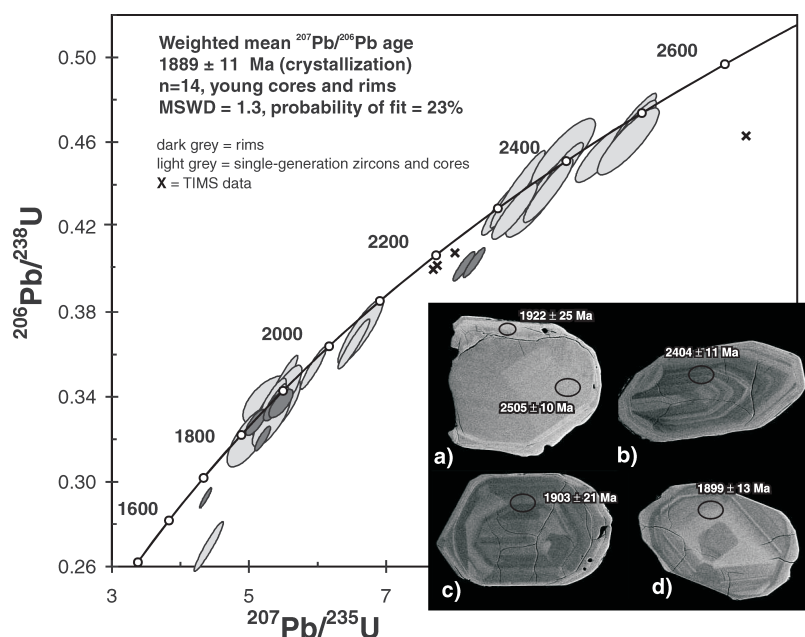 Weighted mean ²⁰⁷Pb/²⁰⁶Pb age
1889 ± 11 Ma (crystallization)
n=14, young cores and rims
MSWD = 1.3, probability of fit = 23%
dark grey = rims
light grey = single-generation zircons and cores
X = TIMS data
²⁰⁶Pb/²³⁸U
0.50
0.46
0.42
0.38
0.34
0.30
0.26
2600
2400
2200
2000
1800
1600
3
5
7
²⁰⁷Pb/²³⁵U
1922 ± 25 Ma
2505 ± 10 Ma
a)
2404 ± 11 Ma
b)
1903 ± 21 Ma
c)
1899 ± 13 Ma
d)